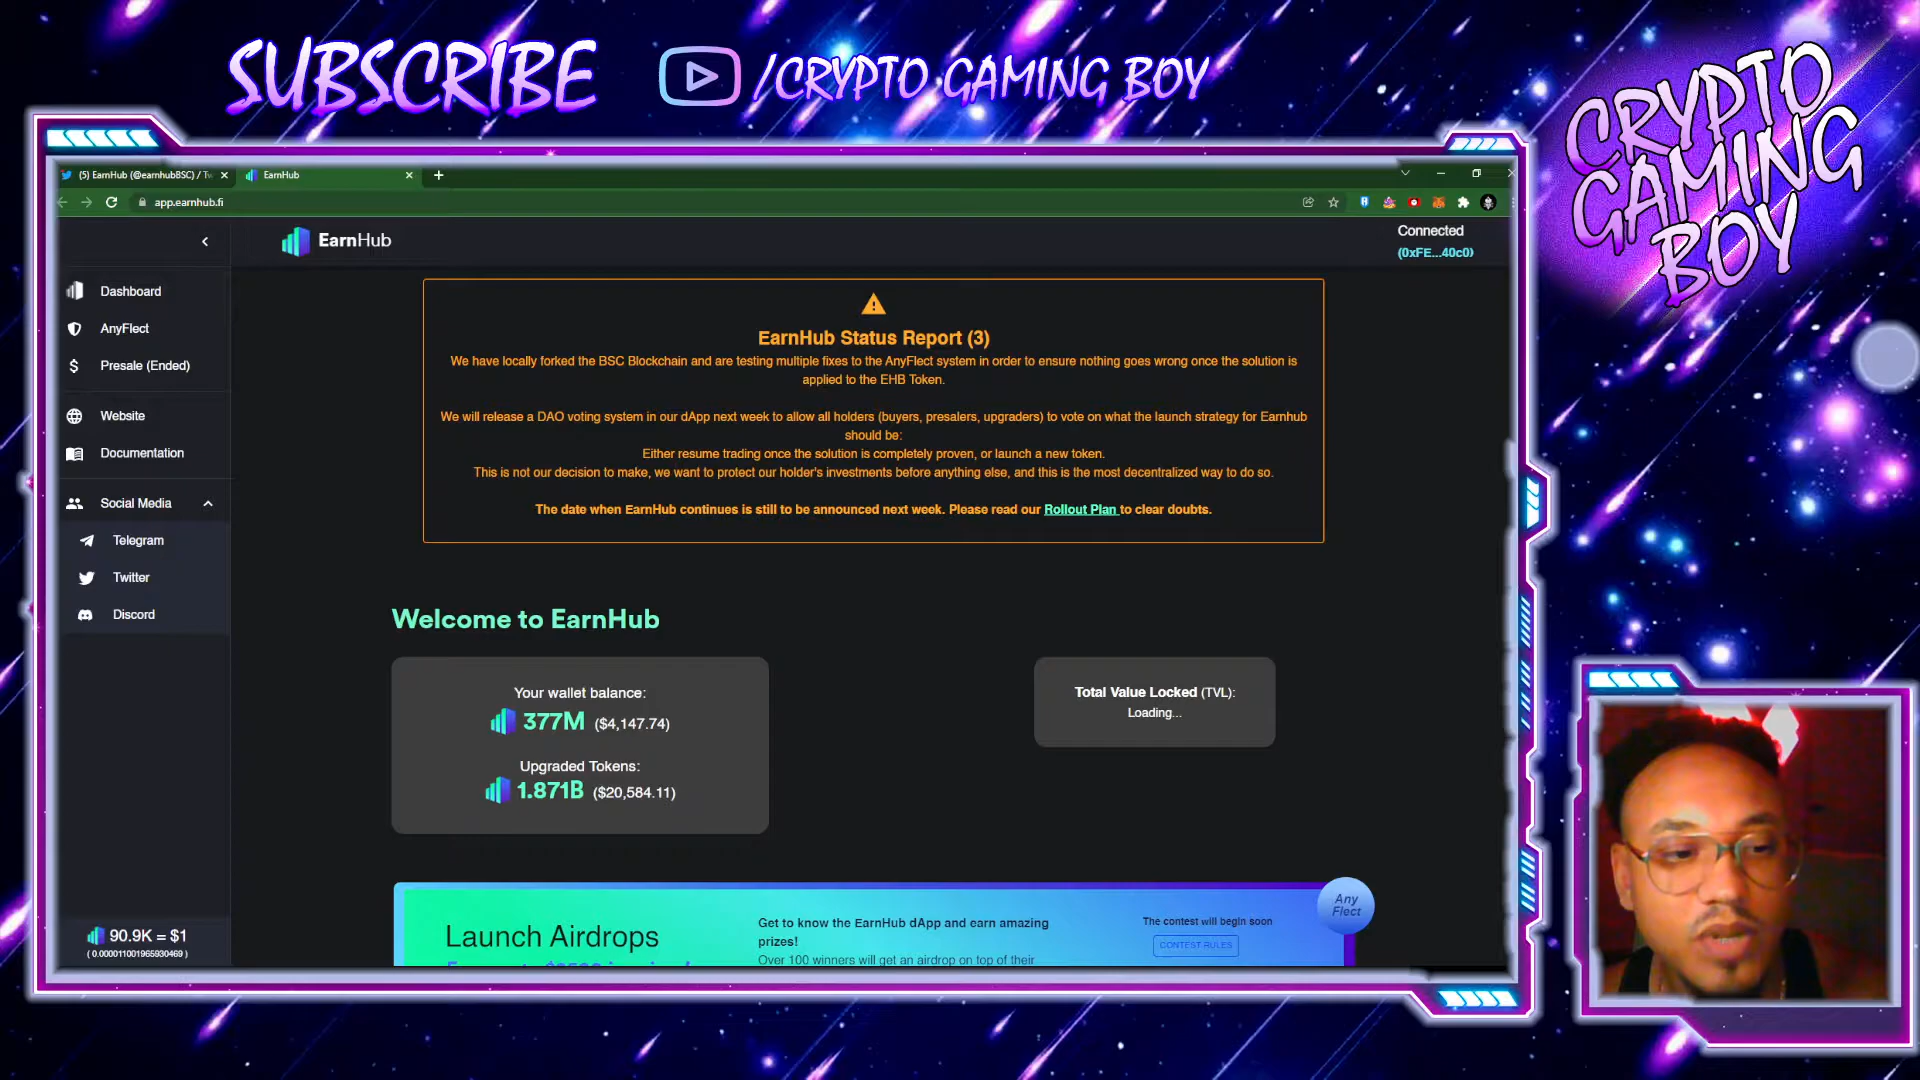 SUBSCRIBE
/CRYPTO GAMING BOY
CRYPTO
GAMING
BOY
(5) EarnHub (@earnhubBSC) / Tw
EarnHub
app.earnhub.fi
EarnHub
Connected
(0xFE...40c0)
Dashboard
AnyFlect
Presale (Ended)
Website
Documentation
Social Media
Telegram
Twitter
Discord
90.9K = $1
( 0.000011001965930469 )
EarnHub Status Report (3)
We have locally forked the BSC Blockchain and are testing multiple fixes to the AnyFlect system in order to ensure nothing goes wrong once the solution is
applied to the EHB Token.
We will release a DAO voting system in our dApp next week to allow all holders (buyers, presalers, upgraders) to vote on what the launch strategy for Earnhub
should be:
Either resume trading once the solution is completely proven, or launch a new token.
This is not our decision to make, we want to protect our holder's investments before anything else, and this is the most decentralized way to do so.
The date when EarnHub continues is still to be announced next week. Please read our Rollout Plan to clear doubts.
Welcome to EarnHub
Your wallet balance:
377M ($4,147.74)
Upgraded Tokens:
1.871B ($20,584.11)
Total Value Locked (TVL):
Loading...
Launch Airdrops
Get to know the EarnHub dApp and earn amazing
prizes!
Over 100 winners will get an airdrop on top of their
The contest will begin soon
CONTEST RULES
Any
Flect